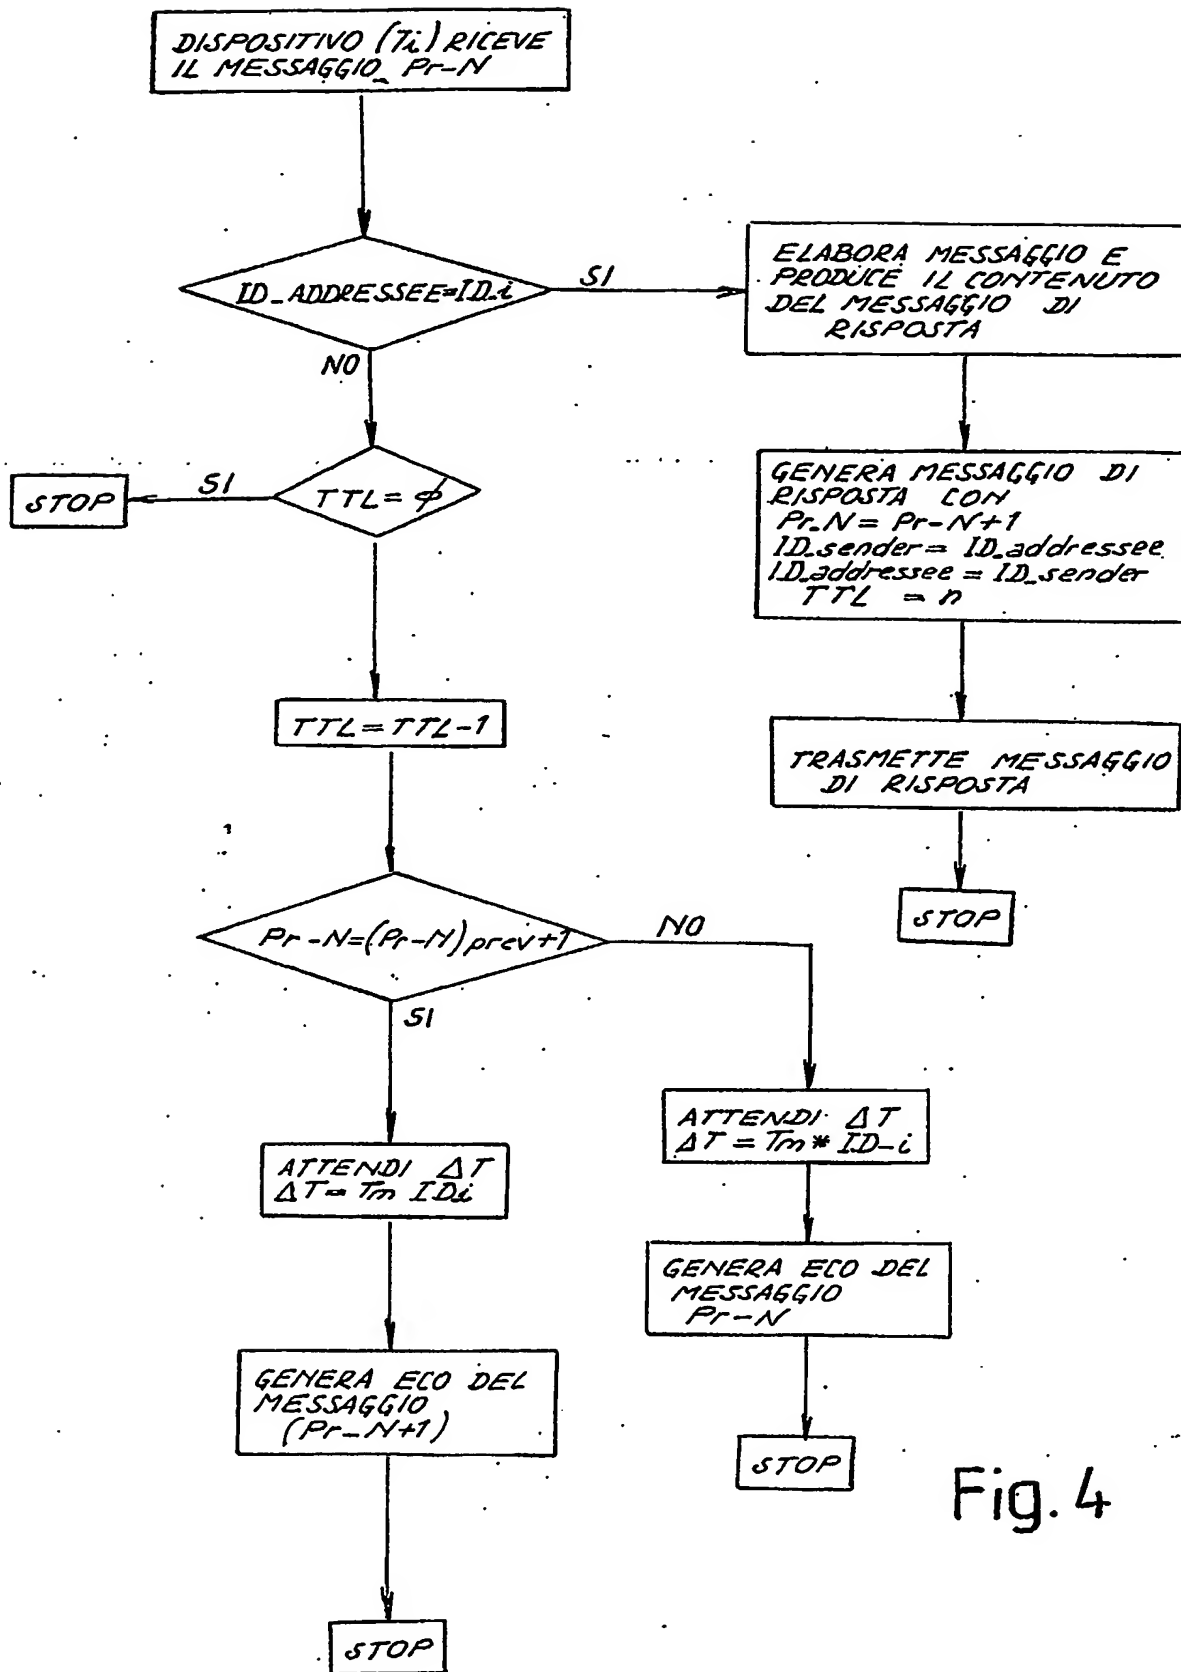 DISPOSITIVO (Ti) RICEVE
IL MESSAGGIO_ Pr-N
ID_ADDRESSEE=ID_i
SI
NO
ELABORA MESSAGGIO E
PRODUCE IL CONTENUTO
DEL MESSAGGIO DI
RISPOSTA
TTL=φ
SI
STOP
GENERA MESSAGGIO DI
RISPOSTA CON
Pr_N = Pr-N+1
ID_sender= ID_addressee
ID_addressee = ID_sender
TTL = n
TTL=TTL-1
TRASMETTE MESSAGGIO
DI RISPOSTA
STOP
Pr-N=(Pr-N)prev+1
NO
SI
ATTENDI ΔT
ΔT=Tm IDi
ATTENDI ΔT
ΔT=Tm* ID-i
GENERA ECO DEL
MESSAGGIO
Pr-N
GENERA ECO DEL
MESSAGGIO
(Pr_N+1)
STOP
STOP
Fig. 4